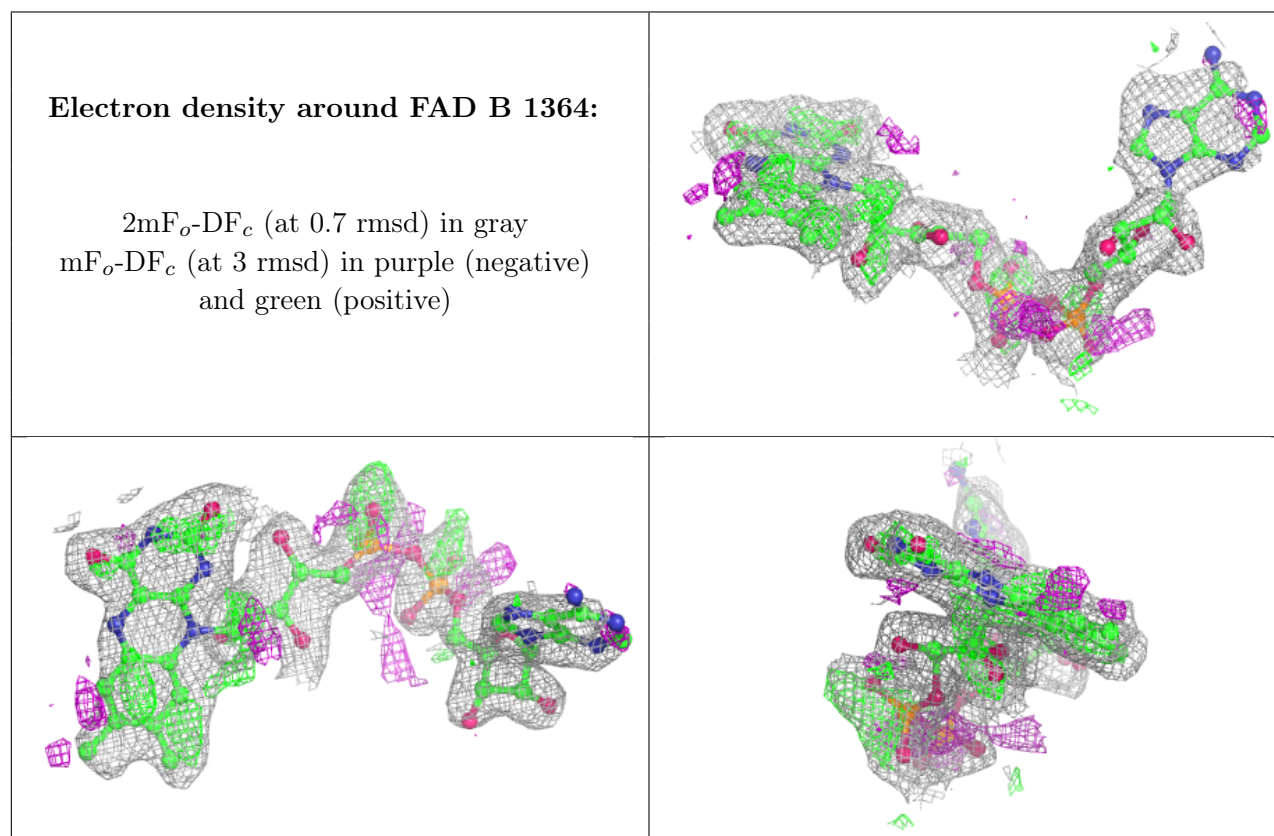 Electron density around FAD B 1364:
2mFo-DFc (at 0.7 rmsd) in gray
mFo-DFc (at 3 rmsd) in purple (negative)
and green (positive)